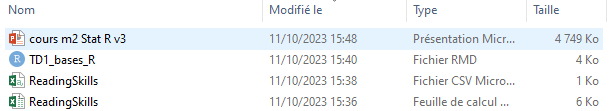 Nom Modifié le Type Taille
cours m2 Stat R v3 11/10/2023 15:48 Présentation Micr... 4 749 Ko
TD1_bases_R 11/10/2023 15:40 Fichier RMD 4 Ko
ReadingSkills 11/10/2023 15:38 Fichier CSV Micro... 1 Ko
ReadingSkills 11/10/2023 15:36 Feuille de calcul ... 6 Ko